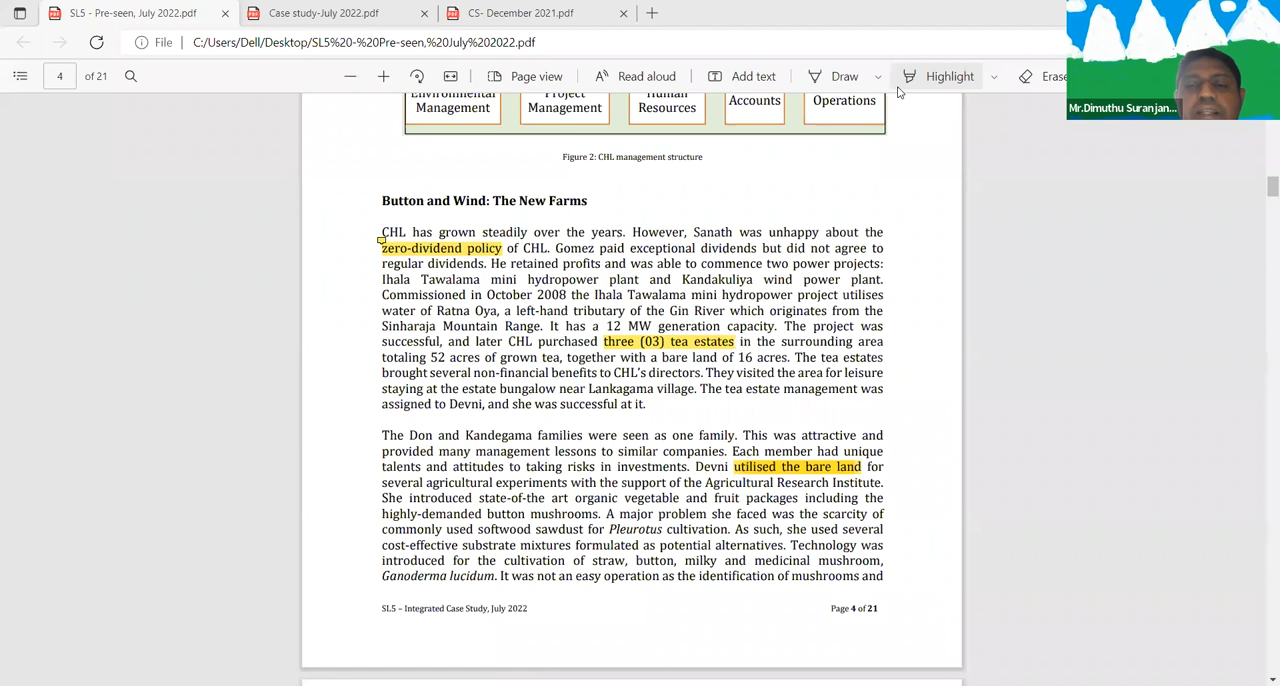 SL5 - Pre-seen, July 2022.pdf
Case study-July 2022.pdf
CS- December 2021.pdf
File
C:/Users/Dell/Desktop/SL5%20-%20Pre-seen,%20July%202022.pdf
4 of 21
Page view
Read aloud
Add text
Draw
Highlight
Erase
Mr.Dimuthu Suranjan...
Environmental Management
Project Management
Human Resources
Accounts
Operations
Figure 2: CHL management structure
Button and Wind: The New Farms
CHL has grown steadily over the years. However, Sanath was unhappy about the
zero-dividend policy of CHL. Gomez paid exceptional dividends but did not agree to
regular dividends. He retained profits and was able to commence two power projects:
Ihala Tawalama mini hydropower plant and Kandakuliya wind power plant.
Commissioned in October 2008 the Ihala Tawalama mini hydropower project utilises
water of Ratna Oya, a left-hand tributary of the Gin River which originates from the
Sinharaja Mountain Range. It has a 12 MW generation capacity. The project was
successful, and later CHL purchased three (03) tea estates in the surrounding area
totaling 52 acres of grown tea, together with a bare land of 16 acres. The tea estates
brought several non-financial benefits to CHL's directors. They visited the area for leisure
staying at the estate bungalow near Lankagama village. The tea estate management was
assigned to Devni, and she was successful at it.
The Don and Kandegama families were seen as one family. This was attractive and
provided many management lessons to similar companies. Each member had unique
talents and attitudes to taking risks in investments. Devni utilised the bare land for
several agricultural experiments with the support of the Agricultural Research Institute.
She introduced state-of-the art organic vegetable and fruit packages including the
highly-demanded button mushrooms. A major problem she faced was the scarcity of
commonly used softwood sawdust for Pleurotus cultivation. As such, she used several
cost-effective substrate mixtures formulated as potential alternatives. Technology was
introduced for the cultivation of straw, button, milky and medicinal mushroom,
Ganoderma lucidum. It was not an easy operation as the identification of mushrooms and
SL5 – Integrated Case Study, July 2022
Page 4 of 21